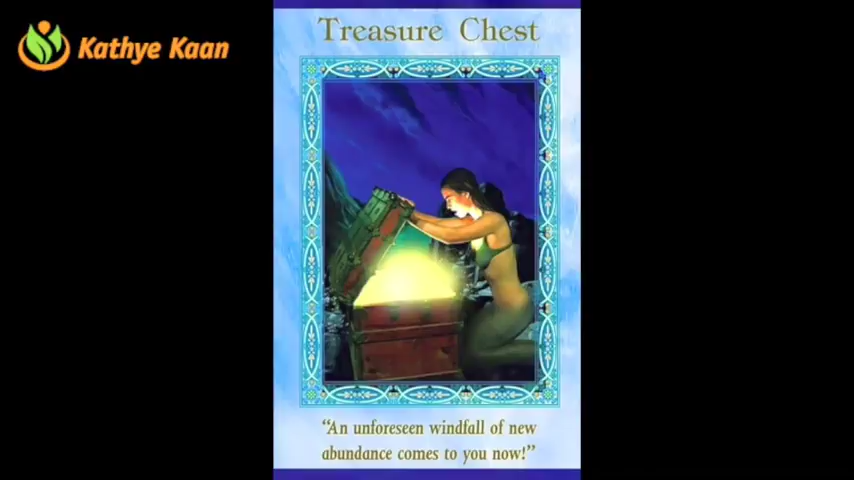 Kathye Kaan
Treasure Chest
“An unforeseen windfall of new
abundance comes to you now!”